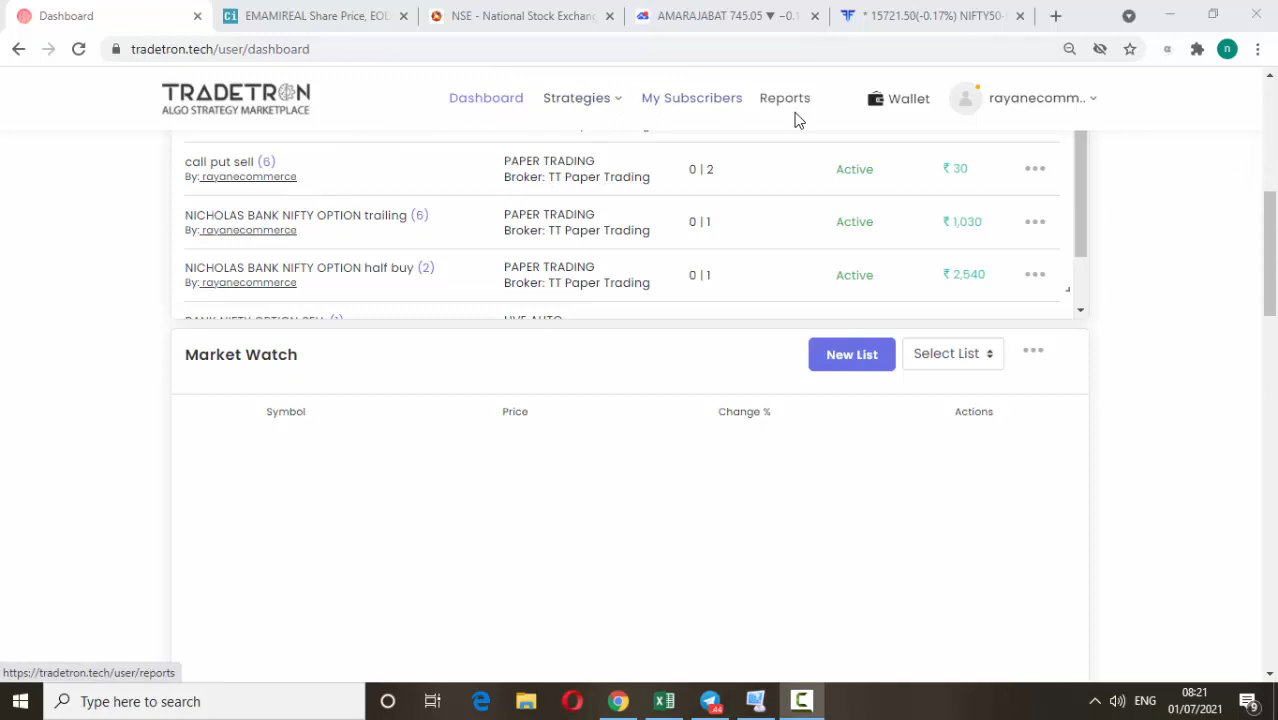 Dashboard
EMAMIREAL Share Price, EOD
NSE - National Stock Exchang
AMARAJABAT 745.05 ▼ −0.1
* 15721.50(-0.17%) NIFTY50-
tradetron.tech/user/dashboard
n
TRADETRON
ALGO STRATEGY MARKETPLACE
Dashboard
Strategies
My Subscribers
Reports
Wallet
rayanecomm..
call put sell (6)
By: rayanecommerce
PAPER TRADING
Broker: TT Paper Trading
0 | 2
Active
₹ 30
NICHOLAS BANK NIFTY OPTION trailing (6)
By: rayanecommerce
PAPER TRADING
Broker: TT Paper Trading
0 | 1
Active
₹ 1,030
NICHOLAS BANK NIFTY OPTION half buy (2)
By: rayanecommerce
PAPER TRADING
Broker: TT Paper Trading
0 | 1
Active
₹ 2,540
Market Watch
New List
Select List
Symbol
Price
Change %
Actions
https://tradetron.tech/user/reports
Type here to search
44
ENG
08:21
01/07/2021
9